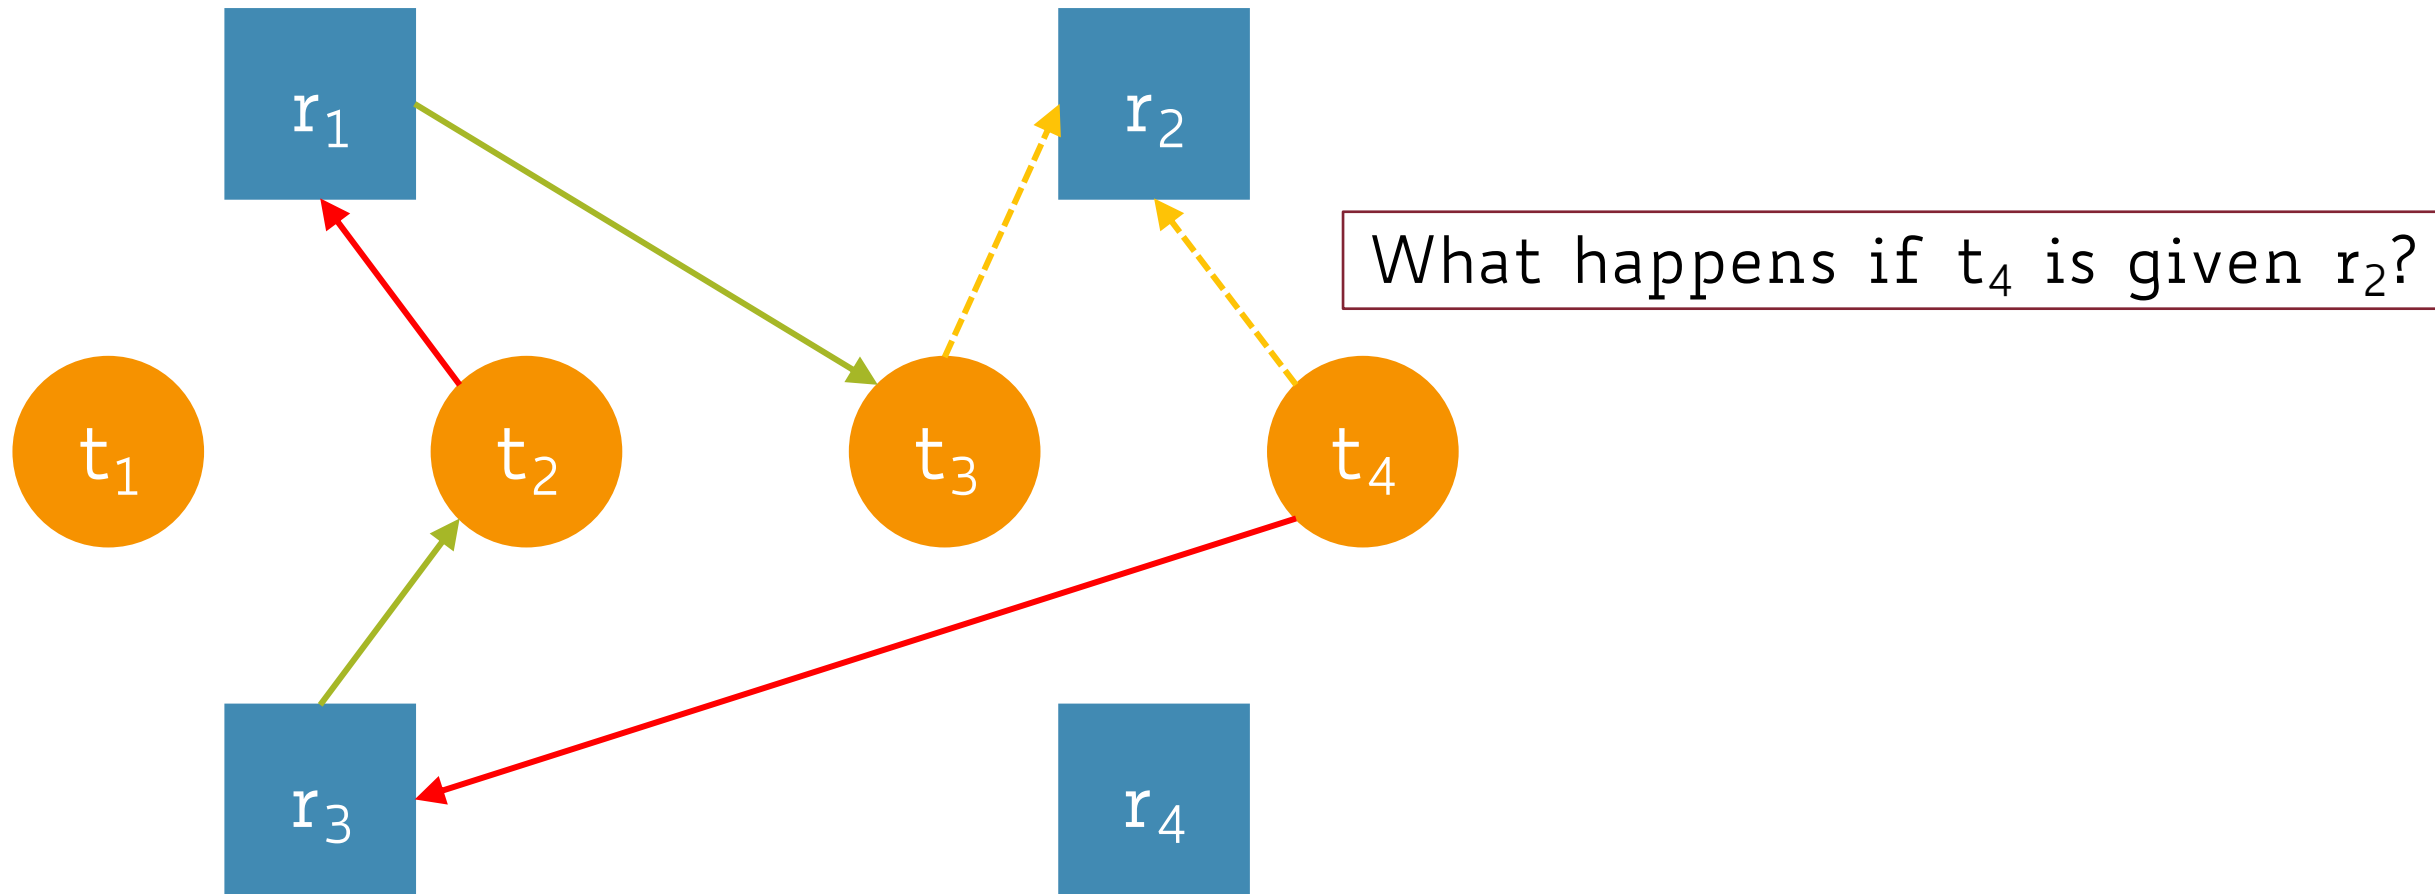 r₁
r₂
What happens if t₄ is given r₂?
t₁
t₂
t₃
t₄
r₃
r₄